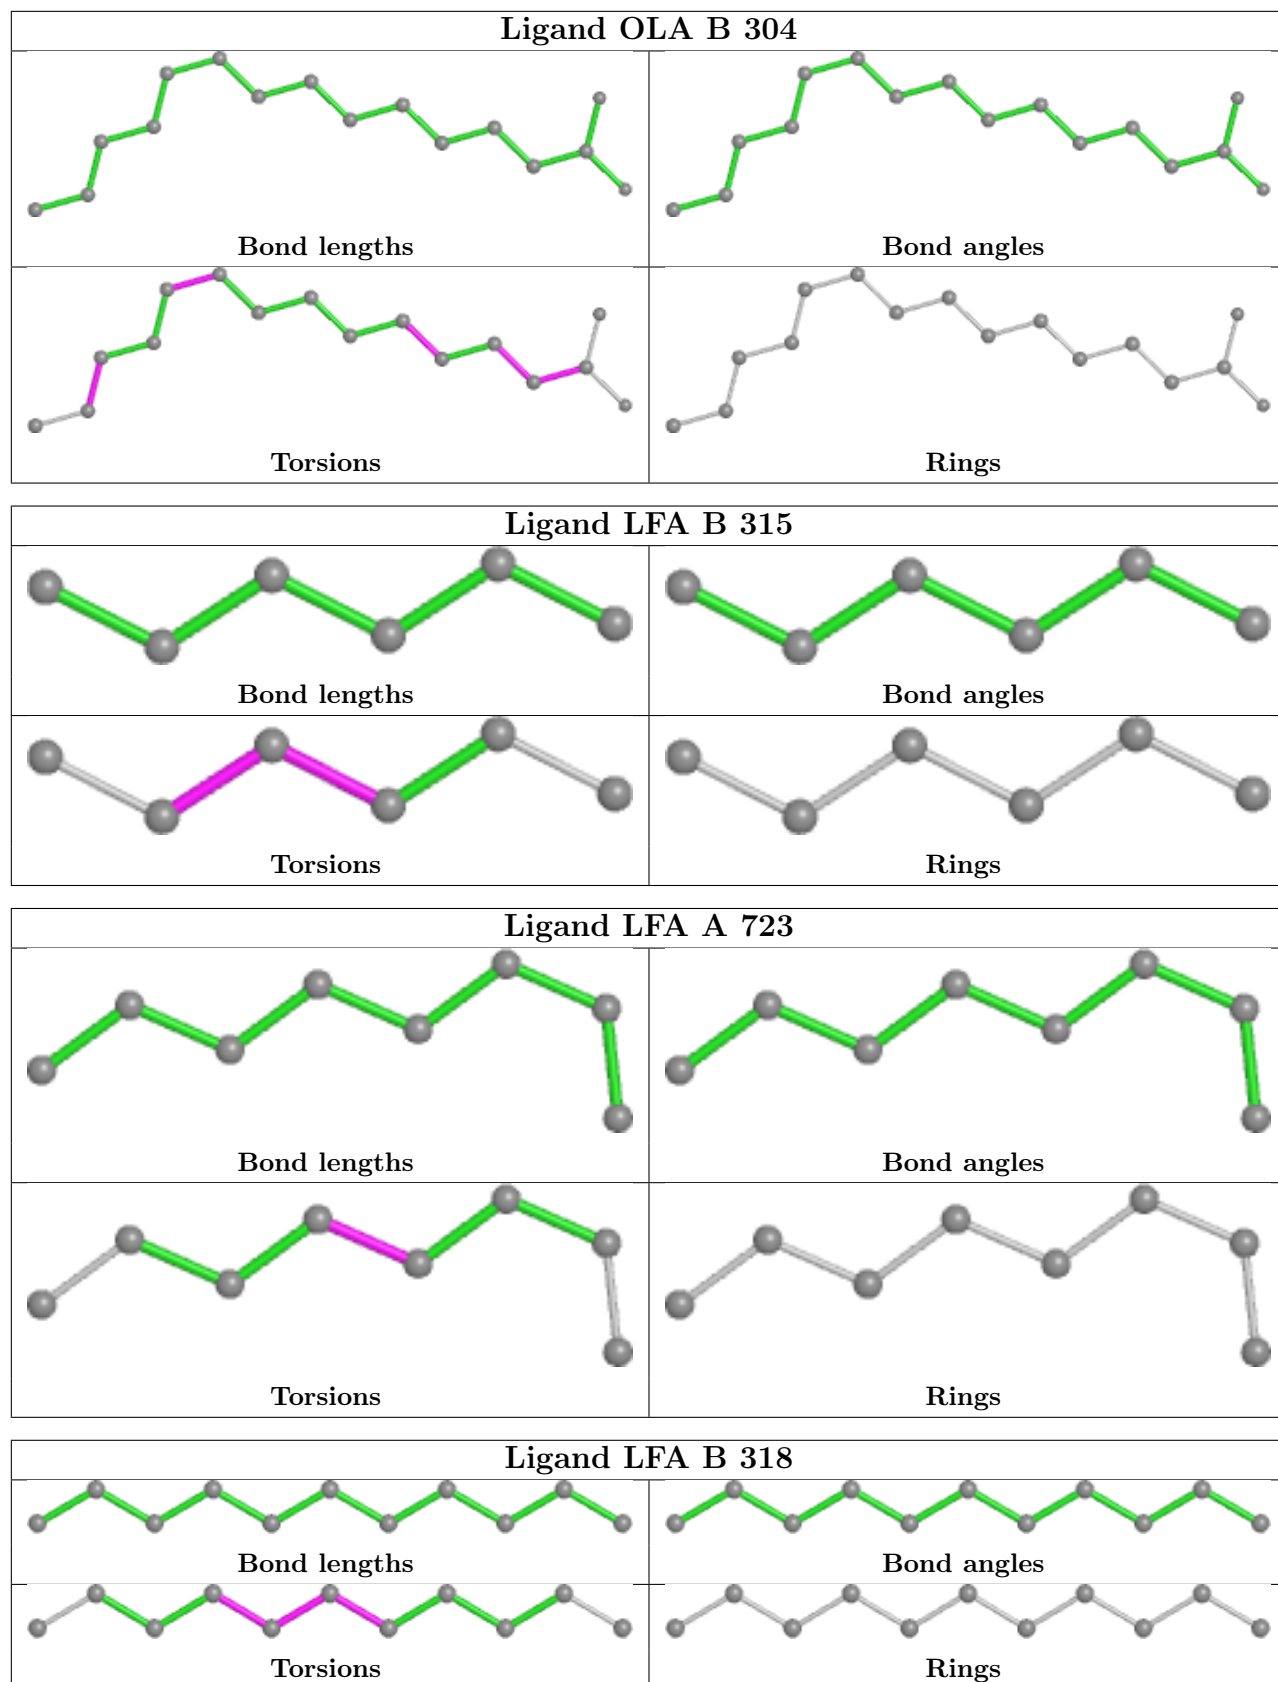 Ligand OLA B 304
Bond lengths
Bond angles
Torsions
Rings
Ligand LFA B 315
Bond lengths
Bond angles
Torsions
Rings
Ligand LFA A 723
Bond lengths
Bond angles
Torsions
Rings
Ligand LFA B 318
Bond lengths
Bond angles
Torsions
Rings